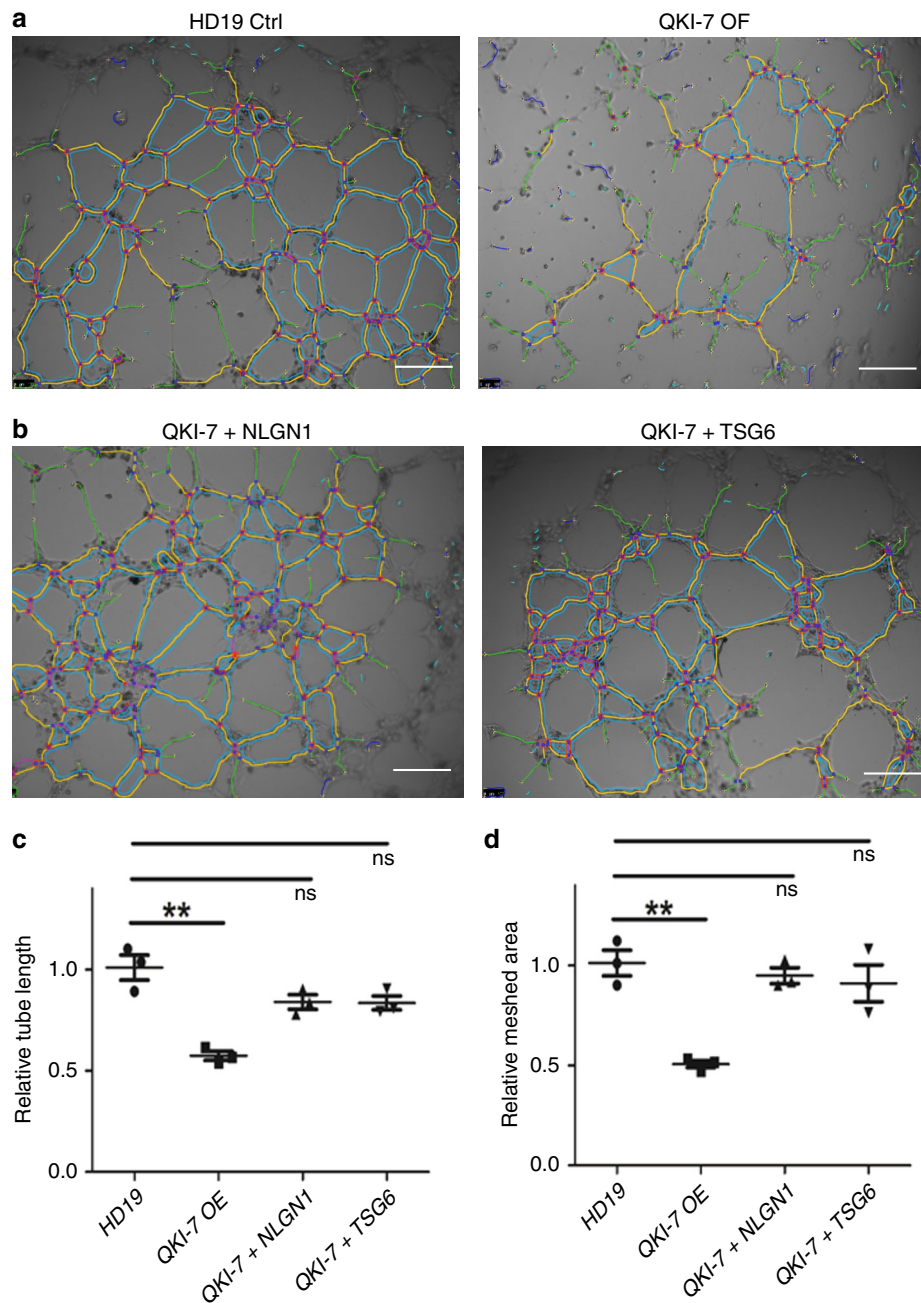 a
HD19 Ctrl
QKI-7 OF
b
QKI-7 + NLGN1
QKI-7 + TSG6
c
ns
ns
**
Relative tube length
1.0
0.5
0.0
HD19
QKI-7 OE
QKI-7 + NLGN1
QKI-7 + TSG6
d
ns
ns
**
Relative meshed area
1.0
0.5
0.0
HD19
QKI-7 OE
QKI-7 + NLGN1
QKI-7 + TSG6